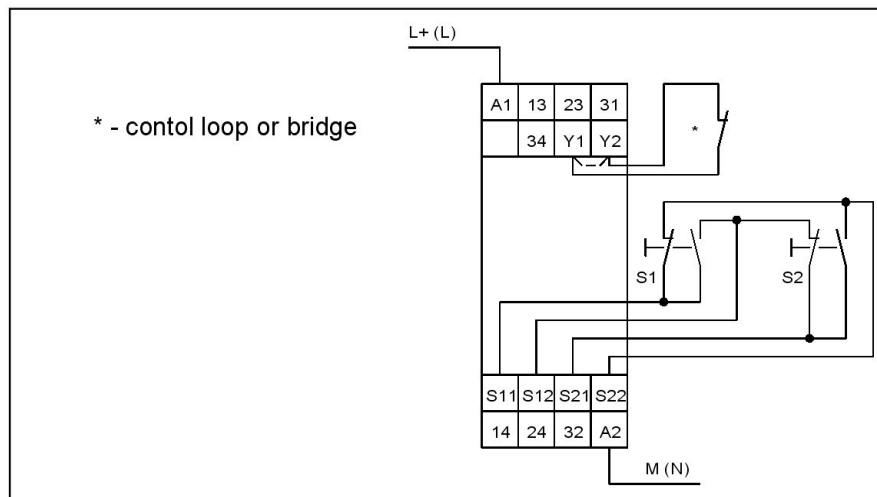 L+ (L)
A1 13 23 31
* - contol loop or bridge
34 Y1 Y2 *
S1 S2
S11 S12 S21 S22
14 24 32 A2
M (N)